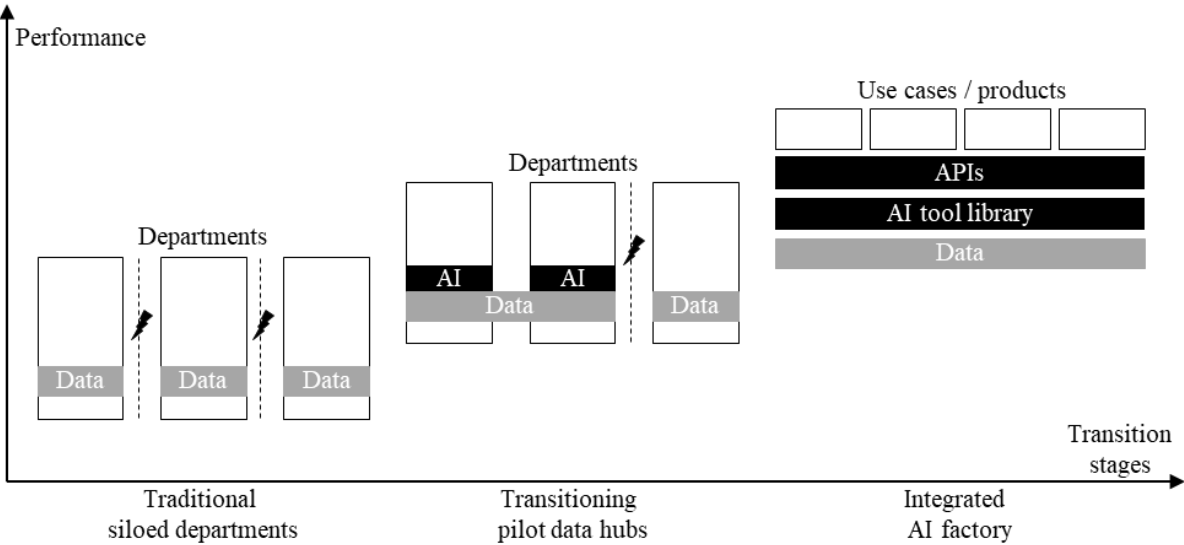 Performance
Use cases / products
APIs
AI tool library
Data
Departments
AI
AI
Data
Data
Departments
Data
Data
Data
Transition
stages
Traditional
siloed departments
Transitioning
pilot data hubs
Integrated
AI factory